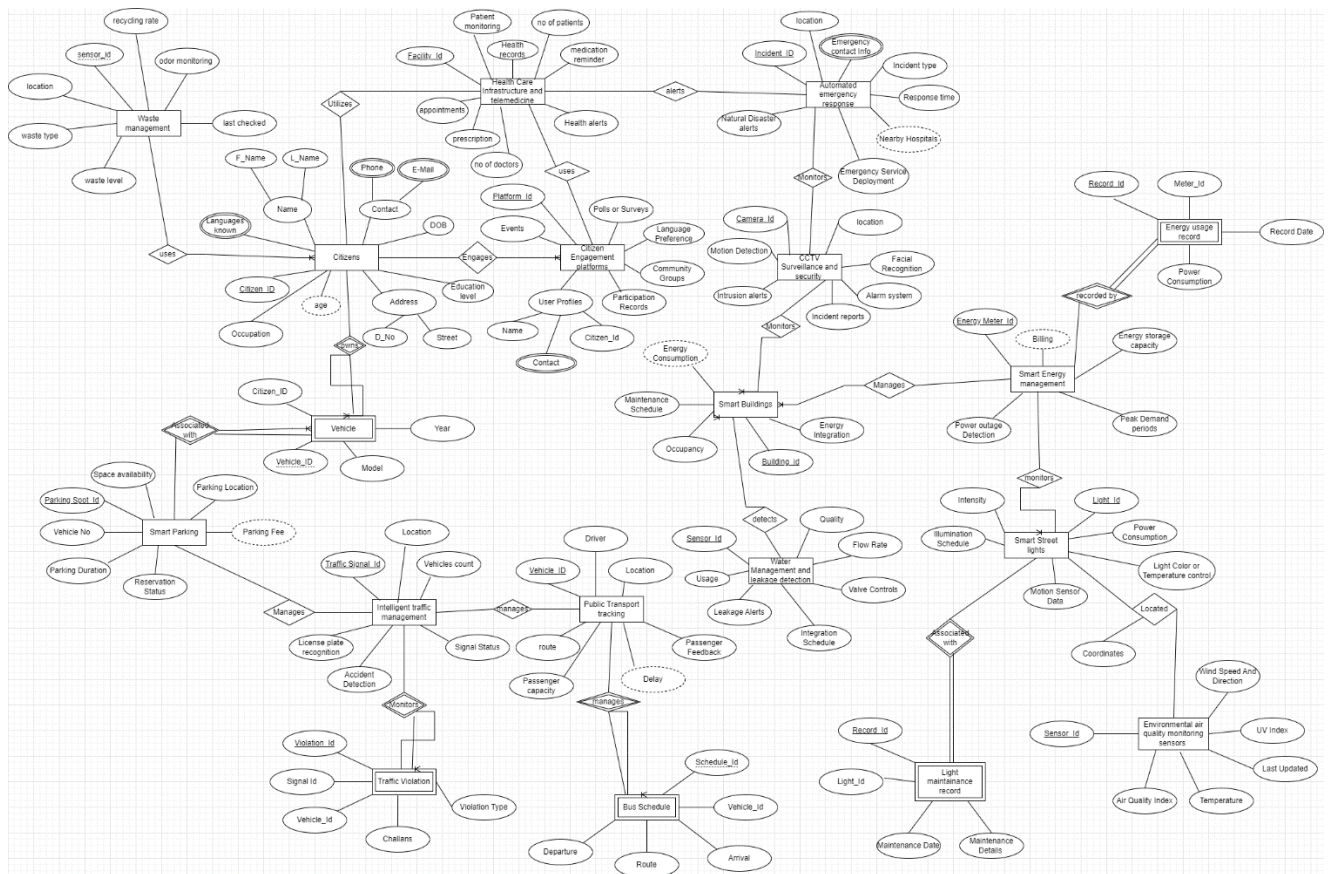 recycling rate
sensor_id
odor monitoring
location
Waste
management
last checked
waste type
waste level
uses
Patient
monitoring
no of patients
Health
records
Facility_Id
medication
reminder
Health Care
Infrastructure and
telemedicine
appointments
Health alerts
prescription
no of doctors
Utilizes
alerts
uses
location
Emergency
contact Info
Incident_ID
Incident type
Automated
emergency
response
Response time
Natural Disaster
alerts
Nearby Hospitals
Emergency Service
Deployment
Monitors
F_Name
L_Name
Phone
E-Mail
Name
Contact
Languages
known
DOB
Citizens
Citizen_ID
age
Education
level
Address
Occupation
D_No
Street
Engages
owns
Platform_Id
Polls or Surveys
Events
Language
Preference
Citizen
Engagement
platforms
Community
Groups
User Profiles
Participation
Records
Name
Citizen_Id
Contact
Camera_Id
location
Motion Detection
CCTV
Surveillance and
security
Facial
Recognition
Intrusion alerts
Alarm system
Incident reports
Monitors
Record_Id
Meter_Id
Energy usage
record
Record Date
Power
Consumption
recorded by
Energy Meter_Id
Billing
Energy storage
capacity
Smart Energy
management
Power outage
Detection
Peak Demand
periods
Manages
monitors
Energy
Consumption
Maintenance
Schedule
Smart Buildings
Energy
Integration
Occupancy
Building_id
detects
Citizen_ID
Vehicle
Year
Vehicle_ID
Model
Associated
with
Space availability
Parking Location
Parking Spot_Id
Vehicle No
Smart Parking
Parking Fee
Parking Duration
Reservation
Status
Manages
Location
Traffic Signal_Id
Vehicles count
Intelligent traffic
management
License plate
recognition
Signal Status
Accident
Detection
Monitors
manages
Driver
Vehicle_ID
Location
Public Transport
tracking
route
Passenger
Feedback
Passenger
capacity
Delay
manages
Sensor_Id
Quality
Flow Rate
Usage
Water
Management and
leakage detection
Valve Controls
Leakage Alerts
Integration
Schedule
Intensity
Light_Id
Illumination
Schedule
Smart Street
lights
Power
Consumption
Light Color or
Temperature control
Motion Sensor
Data
Associated
with
Located
Coordinates
Wind Speed And
Direction
Sensor_Id
Environmental air
quality monitoring
sensors
UV Index
Last Updated
Air Quality Index
Temperature
Record_Id
Light_Id
Light
maintainance
record
Maintenance Date
Maintenance
Details
Violation_Id
Signal Id
Traffic Violation
Violation Type
Vehicle_Id
Challans
Schedule_Id
Bus Schedule
Vehicle_Id
Departure
Arrival
Route